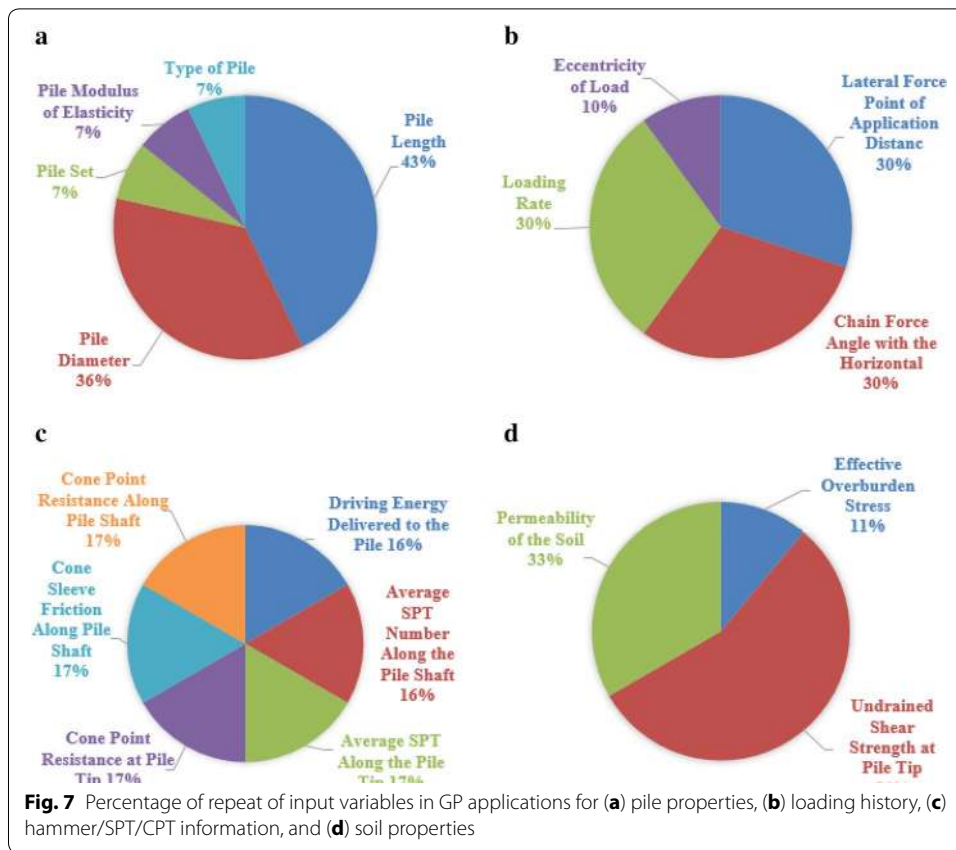 a
Type of Pile
7%
Pile Modulus
of Elasticity
7%
Pile Set
7%
Pile
Length
43%
Pile
Diameter
36%
b
Eccentricity
of Load
10%
Lateral Force
Point of
Application
Distanc
30%
Loading
Rate
30%
Chain Force
Angle with the
Horizontal
30%
c
Cone Point
Resistance Along
Pile Shaft
17%
Driving Energy
Delivered to the
Pile 16%
Cone
Sleeve
Friction
Along Pile
Shaft
17%
Average
SPT
Number
Along the
Pile Shaft
16%
Cone Point
Resistance at Pile
Tip 17%
Average SPT
Along the Pile
Tip 17%
d
Effective
Overburden
Stress
11%
Permeability
of the Soil
33%
Undrained
Shear
Strength at
Pile Tip
Fig. 7 Percentage of repeat of input variables in GP applications for (a) pile properties, (b) loading history, (c)
hammer/SPT/CPT information, and (d) soil properties